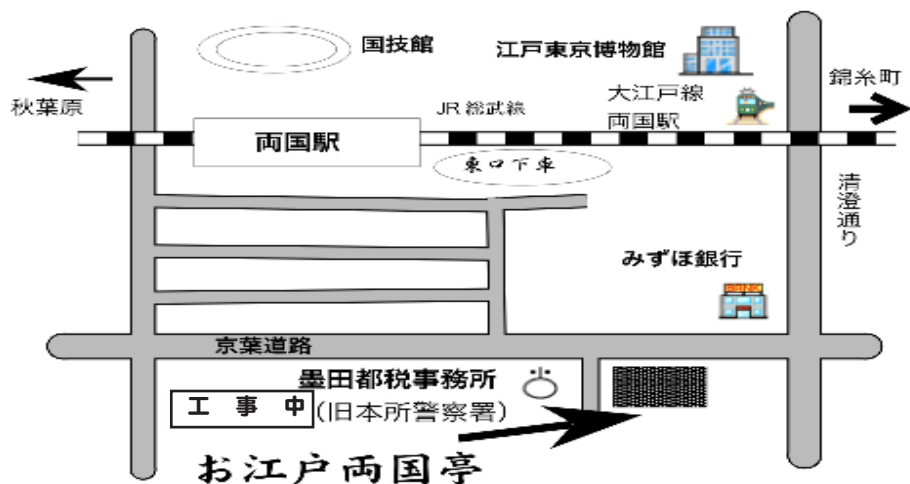 国技館
江戸東京博物館
錦糸町
秋葉原
JR 総武線
大江戸線
両国駅
両国駅
東口下車
清澄通り
みずほ銀行
京葉道路
墨田都税事務所
工事中
(旧本所警察署)
お江戸両国亭